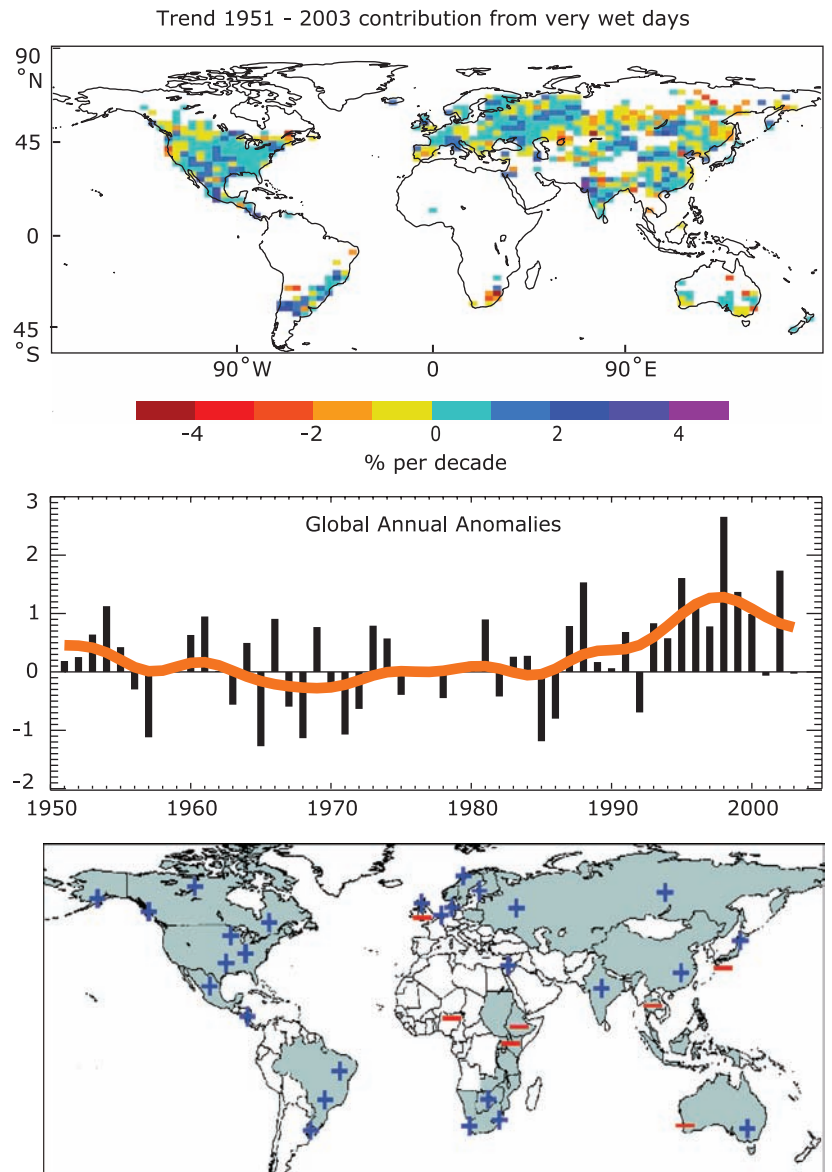 Trend 1951 - 2003 contribution from very wet days
90
°N
45
0
45
°S
90°W 0 90°E
-4 -2 0 2 4
% per decade
3
Global Annual Anomalies
2
1
0
-1
-2
1950 1960 1970 1980 1990 2000